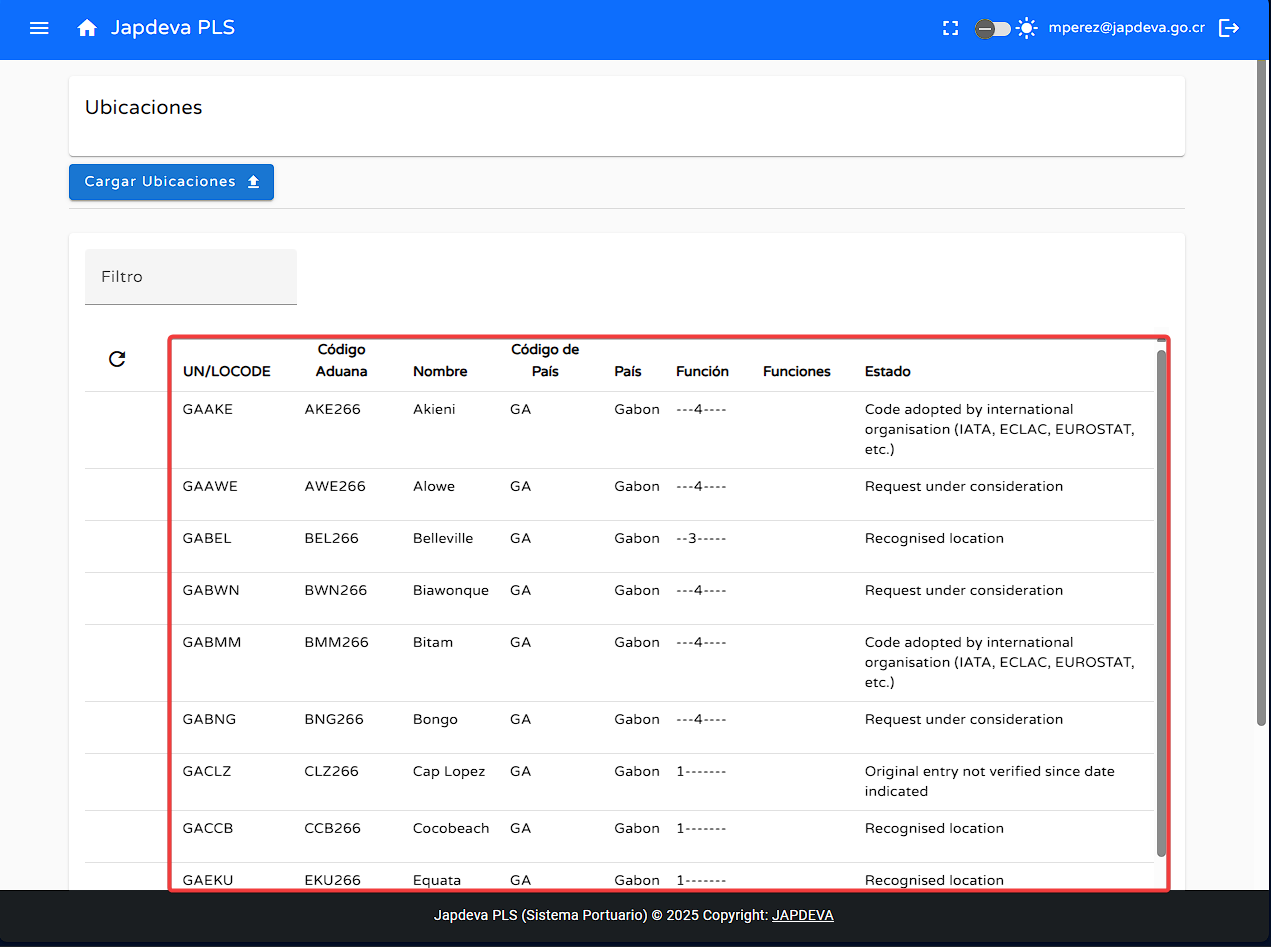 Japdeva PLS mperez@japdeva.go.cr
Ubicaciones
Cargar Ubicaciones
Filtro
UN/LOCODE Código Aduana Nombre Código de País País Función Funciones Estado
GAAKE AKE266 Akieni GA Gabon ---4---- Code adopted by international
organisation (IATA, ECLAC, EUROSTAT,
etc.)
GAAWE AWE266 Alowe GA Gabon ---4---- Request under consideration
GABEL BEL266 Belleville GA Gabon --3----- Recognised location
GABWN BWN266 Biawonque GA Gabon ---4---- Request under consideration
GABMM BMM266 Bitam GA Gabon ---4---- Code adopted by international
organisation (IATA, ECLAC, EUROSTAT,
etc.)
GABNG BNG266 Bongo GA Gabon ---4---- Request under consideration
GACLZ CLZ266 Cap Lopez GA Gabon 1------- Original entry not verified since date
indicated
GACCB CCB266 Cocobeach GA Gabon 1------- Recognised location
GAEKU EKU266 Equata GA Gabon 1------- Recognised location
Japdeva PLS (Sistema Portuario) © 2025 Copyright: JAPDEVA